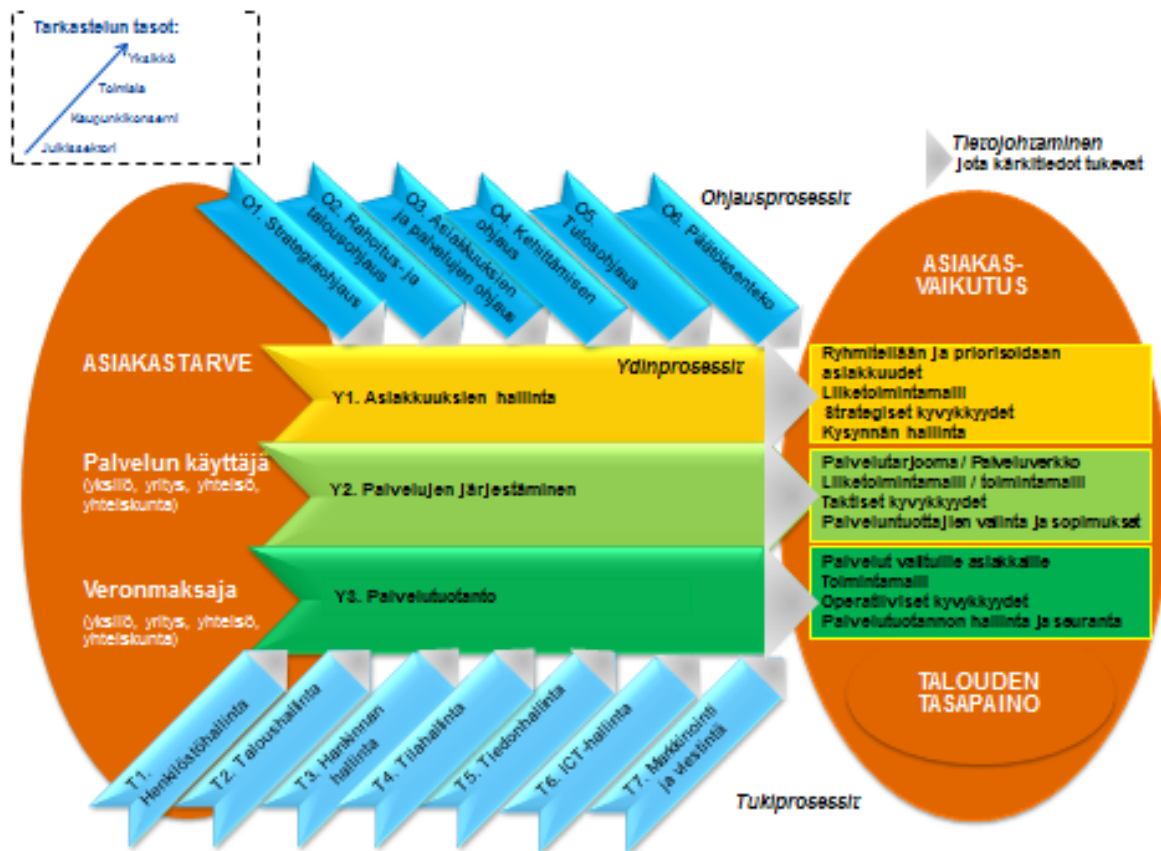 Tarkastelun tasot:
Yksikkö
Toimiala
Kaupunkikonserni
Julkissektori
Tietojohtaminen
jota kärkitiedot tukevat
Ohjausprosessit
O1. Strategiaohjaus
O2. Rahoitus- ja
talousohjaus
O3. Asiakkuuksien
ja palvelujen ohjaus
O4. Kehittämisen
ohjaus
O5.
Tulosohjaus
O6. Päätöksenteko
ASIAKAS-
VAIKUTUS
ASIAKASTARVE
Ydinprosessit
Y1. Asiakkuuksien hallinta
Ryhmitellään ja priorisoidaan
asiakkuudet
Liiketoimintamalli
Strategiset kyvykkyydet
Kysynnän hallinta
Palvelun käyttäjä
(yksilö, yritys, yhteisö,
yhteiskunta)
Y2. Palvelujen järjestäminen
Palvelutarjooma / Palveluverkko
Liiketoimintamalli / toimintamalli
Taktiset kyvykkyydet
Palveluntuottajien valinta ja sopimukset
Veronmaksaja
(yksilö, yritys, yhteisö,
yhteiskunta)
Y3. Palvelutuotanto
Palvelut valituille asiakkaille
Toimintamalli
Operatiiviset kyvykkyydet
Palvelutuotannon hallinta ja seuranta
TALOUDEN
TASAPAINO
T1.
Henkilöstöhallinta
T2. Taloushallinta
T3. Hankinnan
hallinta
T4. Tilahallinta
T5. Tiedonhallinta
T6. ICT-hallinta
T7. Markkinointi
ja viestintä
Tukiprosessit